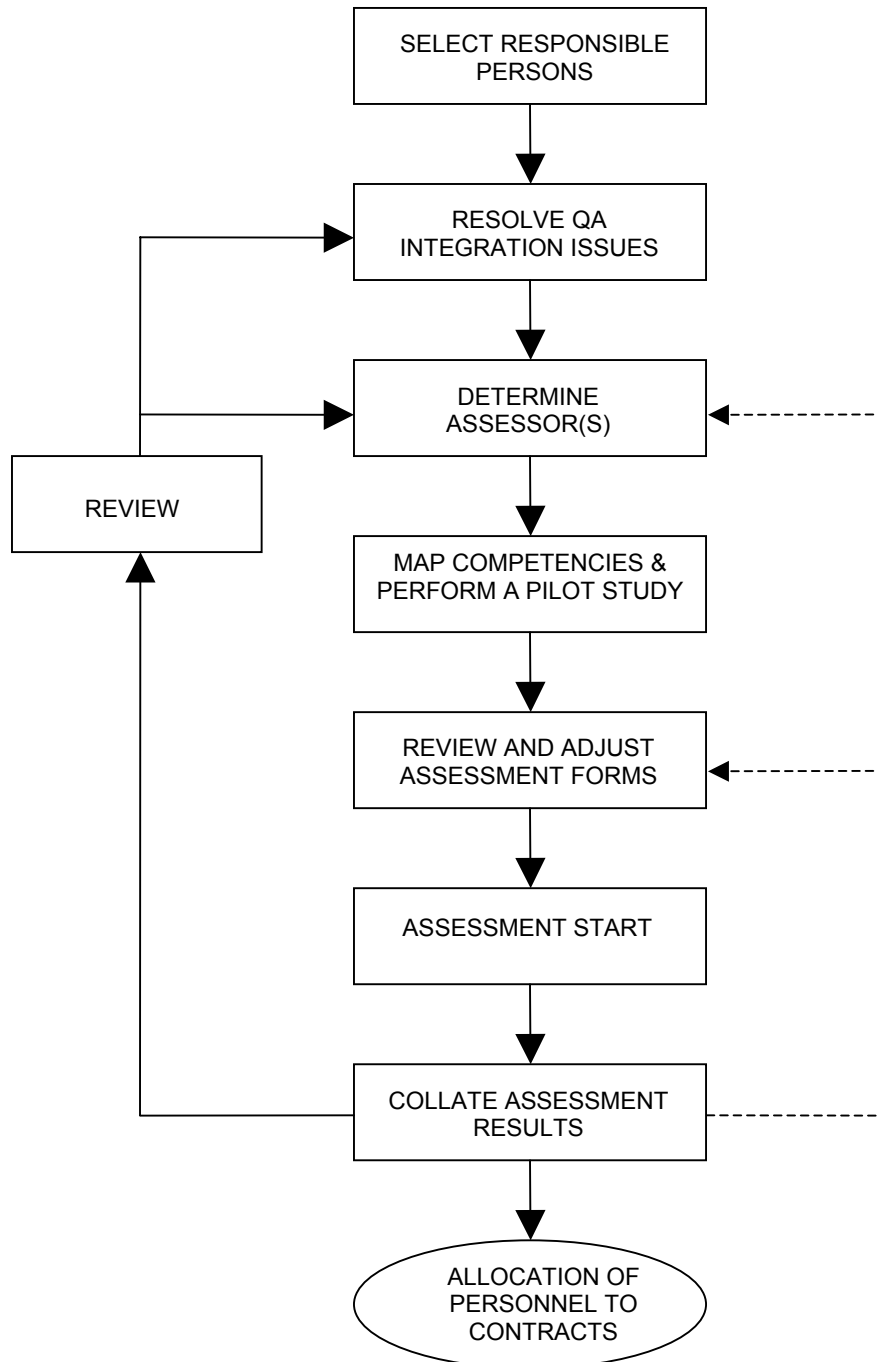 SELECT RESPONSIBLE
PERSONS
RESOLVE QA
INTEGRATION ISSUES
DETERMINE
ASSESSOR(S)
REVIEW
MAP COMPETENCIES &
PERFORM A PILOT STUDY
REVIEW AND ADJUST
ASSESSMENT FORMS
ASSESSMENT START
COLLATE ASSESSMENT
RESULTS
ALLOCATION OF
PERSONNEL TO
CONTRACTS